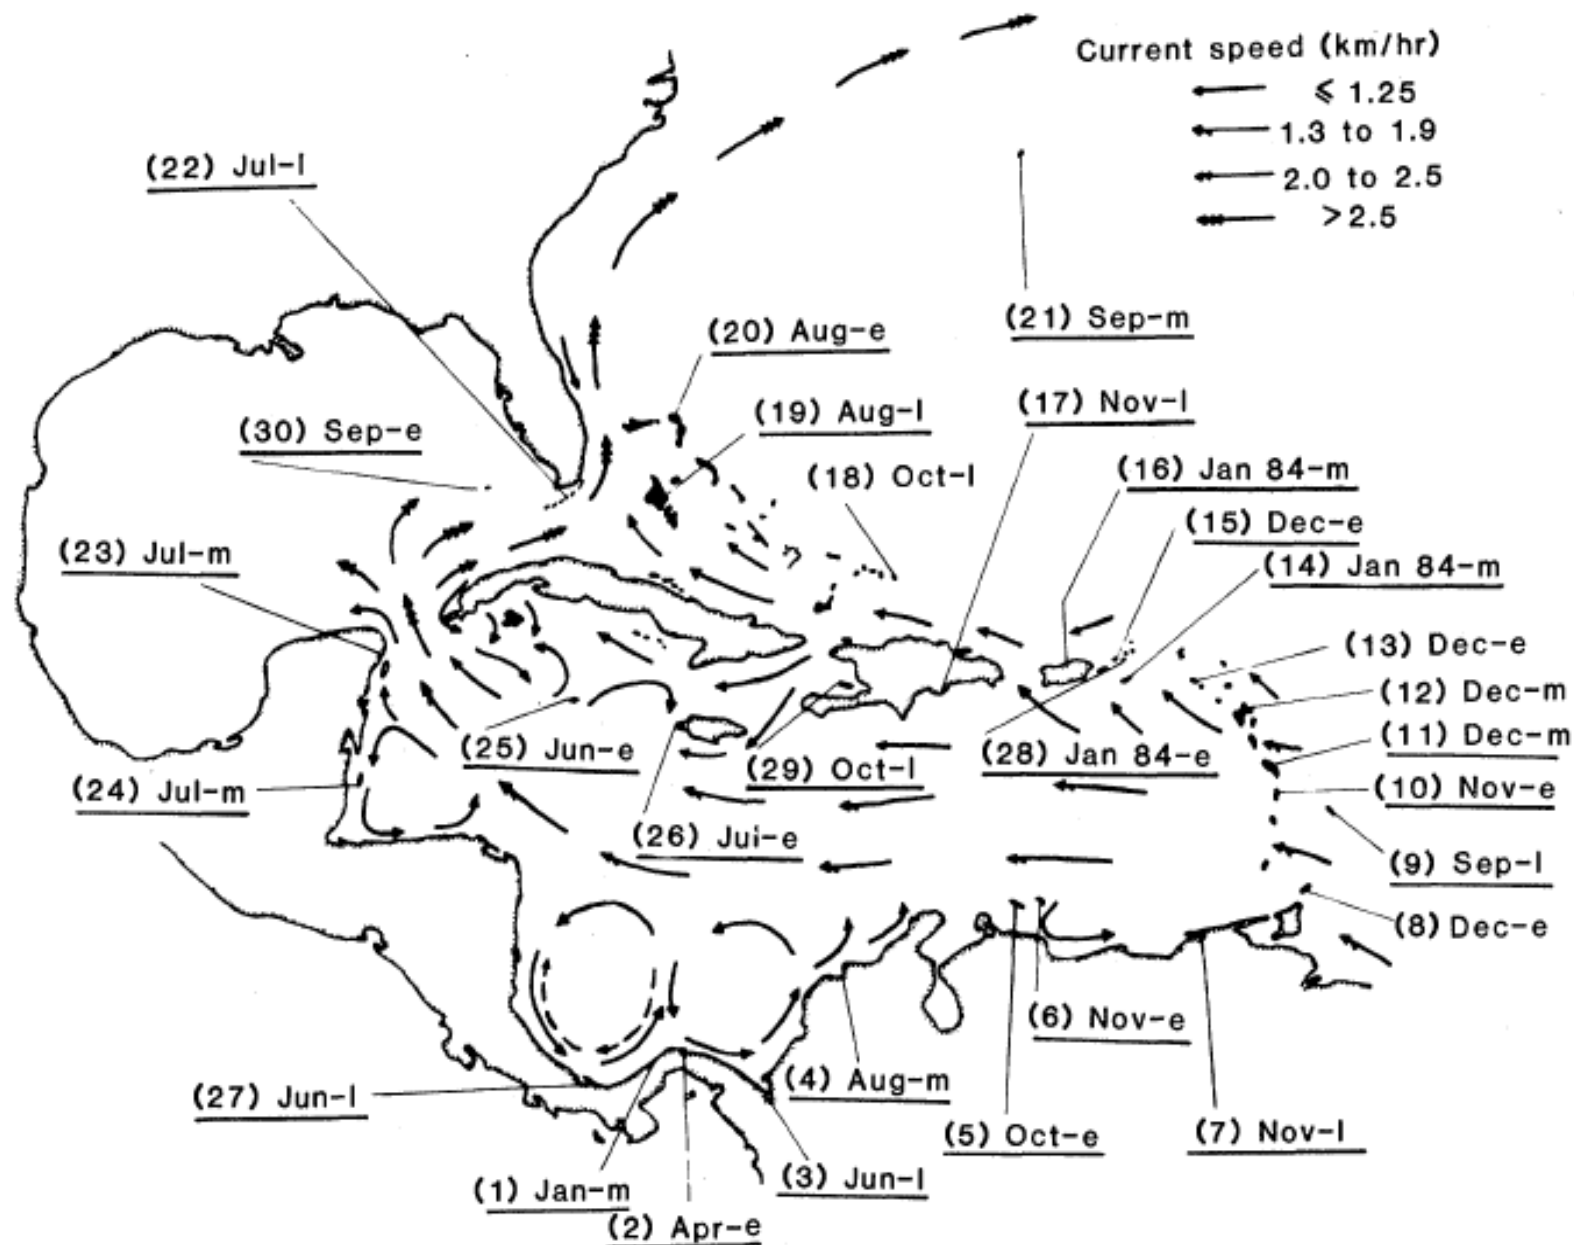 Current speed (km/hr)
⩽ 1.25
1.3 to 1.9
2.0 to 2.5
>2.5
(22) Jul-l
(21) Sep-m
(20) Aug-e
(19) Aug-l
(17) Nov-l
(30) Sep-e
(18) Oct-l
(16) Jan 84-m
(15) Dec-e
(14) Jan 84-m
(23) Jul-m
(13) Dec-e
(12) Dec-m
(11) Dec-m
(25) Jun-e
(28) Jan 84-e
(29) Oct-l
(24) Jul-m
(10) Nov-e
(26) Jui-e
(9) Sep-l
(8) Dec-e
(6) Nov-e
(27) Jun-l
(4) Aug-m
(5) Oct-e
(7) Nov-l
(3) Jun-l
(1) Jan-m
(2) Apr-e